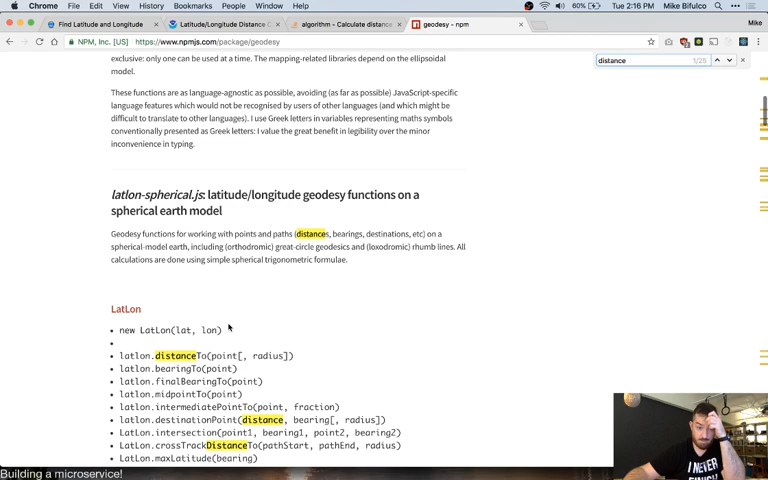 Chrome File Edit View History Bookmarks People Window Help 60% Tue 2:16 PM Mike Bifulco
Find Latitude and Longitude Latitude/Longitude Distance C algorithm - Calculate distance geodesy - npm Mike
NPM, Inc. [US] https://www.npmjs.com/package/geodesy
distance 1/25
exclusive: only one can be used at a time. The mapping-related libraries depend on the ellipsoidal
model.
These functions are as language-agnostic as possible, avoiding (as far as possible) JavaScript-specific
language features which would not be recognised by users of other languages (and which might be
difficult to translate to other languages). I use Greek letters in variables representing maths symbols
conventionally presented as Greek letters: I value the great benefit in legibility over the minor
inconvenience in typing.
latlon-spherical.js: latitude/longitude geodesy functions on a
spherical earth model
Geodesy functions for working with points and paths (distances, bearings, destinations, etc) on a
spherical-model earth, including (orthodromic) great-circle geodesics and (loxodromic) rhumb lines. All
calculations are done using simple spherical trigonometric formulae.
LatLon
new LatLon(lat, lon)
latlon.distanceTo(point[, radius])
latlon.bearingTo(point)
latlon.finalBearingTo(point)
latlon.midpointTo(point)
latlon.intermediatePointTo(point, fraction)
latlon.destinationPoint(distance, bearing[, radius])
LatLon.intersection(point1, bearing1, point2, bearing2)
LatLon.crossTrackDistanceTo(pathStart, pathEnd, radius)
LatLon.maxLatitude(bearing)
I NEVER
FINISH
Building a microservice!